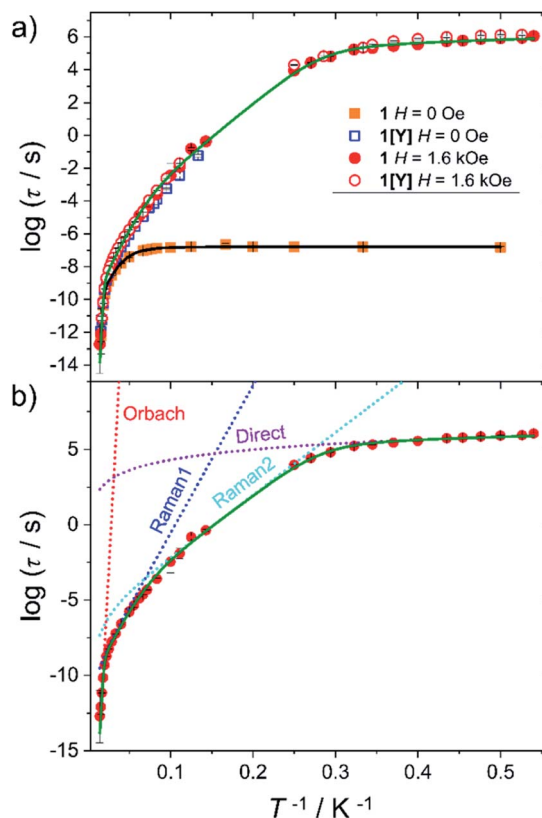 a)
6
4
2
0
-2
-4
-6
-8
-10
-12
-14
log (τ / s)
1 H = 0 Oe
1[Y] H = 0 Oe
1 H = 1.6 kOe
1[Y] H = 1.6 kOe
b)
Orbach
Direct
Raman1
Raman2
5
0
-5
-10
-15
log (τ / s)
0.1 0.2 0.3 0.4 0.5
T⁻¹ / K⁻¹